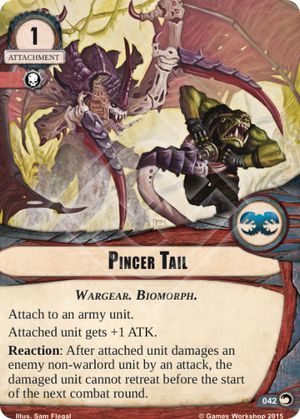 1
ATTACHMENT
PINCER TAIL
WARGEAR. BIOMORPH.
Attach to an army unit.
Attached unit gets +1 ATK.
Reaction: After attached unit damages an
enemy non-warlord unit by an attack, the
damaged unit cannot retreat before the start
of the next combat round.
042
Illus. Sam Flegal
© Games Workshop 2015